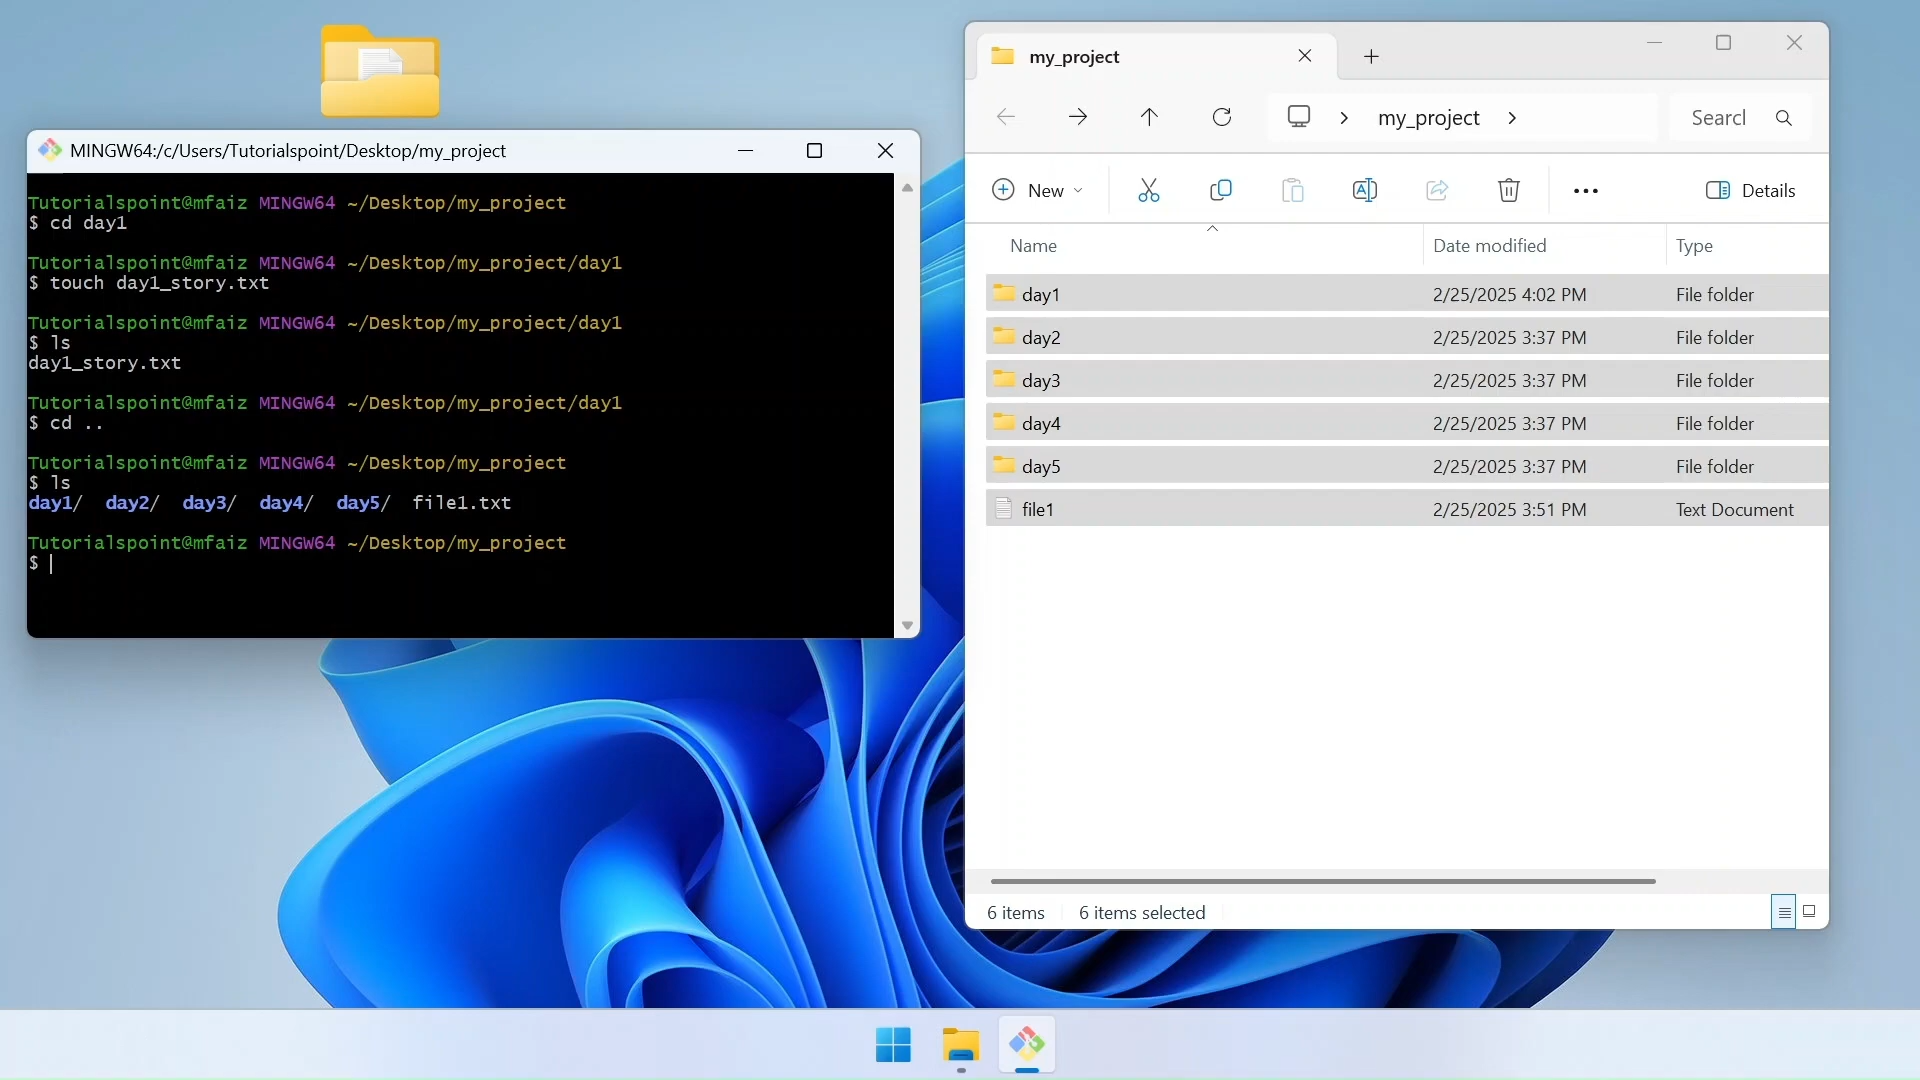 MINGW64:/c/Users/Tutorialspoint/Desktop/my_project
Tutorialspoint@mfaiz MINGW64 ~/Desktop/my_project
$ cd day1
Tutorialspoint@mfaiz MINGW64 ~/Desktop/my_project/day1
$ touch day1_story.txt
Tutorialspoint@mfaiz MINGW64 ~/Desktop/my_project/day1
$ ls
day1_story.txt
Tutorialspoint@mfaiz MINGW64 ~/Desktop/my_project/day1
$ cd ..
Tutorialspoint@mfaiz MINGW64 ~/Desktop/my_project
$ ls
day1/ day2/ day3/ day4/ day5/ file1.txt
Tutorialspoint@mfaiz MINGW64 ~/Desktop/my_project
$
my_project
my_project
Searcl
New
Details
Name Date modified Type
day1 2/25/2025 4:02 PM File folder
day2 2/25/2025 3:37 PM File folder
day3 2/25/2025 3:37 PM File folder
day4 2/25/2025 3:37 PM File folder
day5 2/25/2025 3:37 PM File folder
file1 2/25/2025 3:51 PM Text Document
6 items 6 items selected